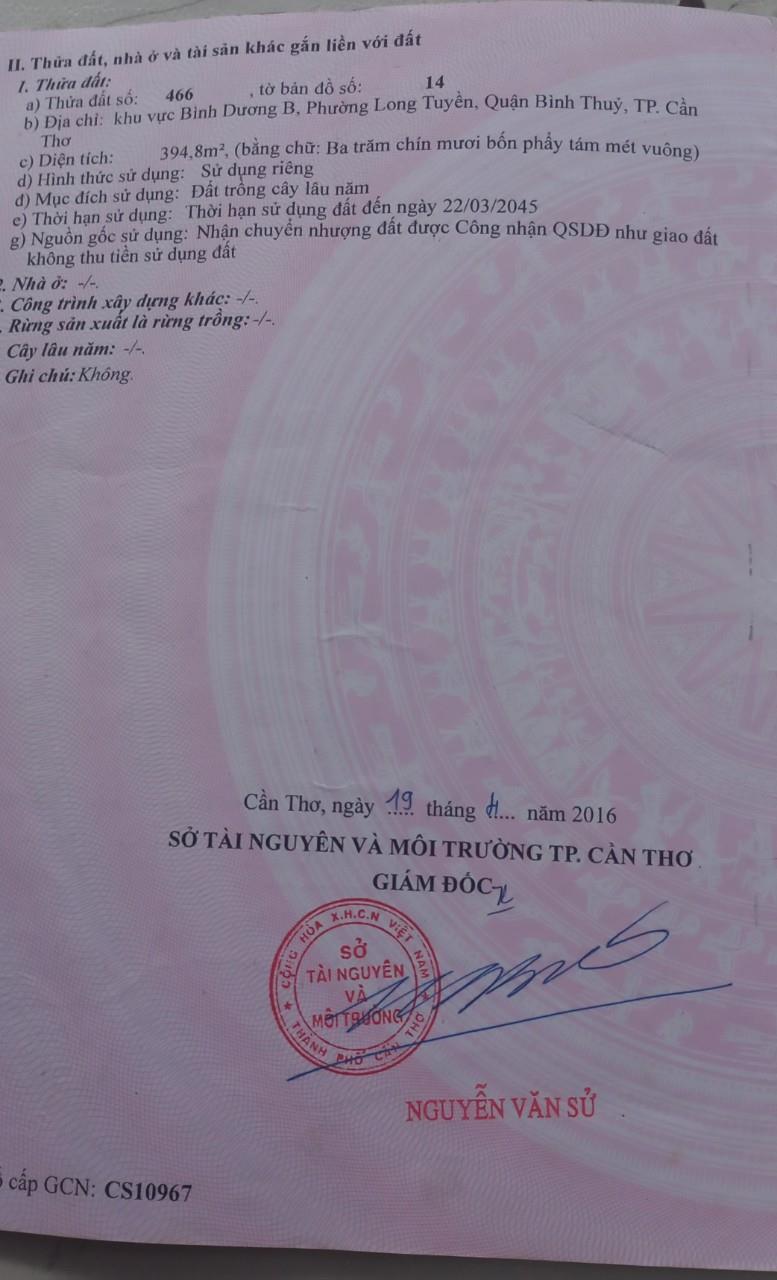 II. Thửa đất, nhà ở và tài sản khác gắn liền với đất
1. Thửa đất:
a) Thửa đất số: 466 , tờ bản đồ số: 14
b) Địa chỉ: khu vực Bình Dương B, Phường Long Tuyền, Quận Bình Thuỷ, TP. Cần
Thơ
c) Diện tích: 394,8m², (bằng chữ: Ba trăm chín mươi bốn phẩy tám mét vuông)
d) Hình thức sử dụng: Sử dụng riêng
đ) Mục đích sử dụng: Đất trồng cây lâu năm
e) Thời hạn sử dụng: Thời hạn sử dụng đất đến ngày 22/03/2045
g) Nguồn gốc sử dụng: Nhận chuyển nhượng đất được Công nhận QSDĐ như giao đất
không thu tiền sử dụng đất
2. Nhà ở: -/-.
. Công trình xây dựng khác: -/-.
. Rừng sản xuất là rừng trồng: -/-.
Cây lâu năm: -/-.
Ghi chú: Không.
Cần Thơ, ngày 19 tháng ... năm 2016
SỞ TÀI NGUYÊN VÀ MÔI TRƯỜNG TP. CẦN THƠ
GIÁM ĐỐC
CỘNG HÒA X.H.C.N VIỆT NAM
SỞ
TÀI NGUYÊN
VÀ
MÔI TRƯỜNG
THÀNH PHỐ CẦN THƠ
NGUYỄN VĂN SỬ
cấp GCN: CS10967